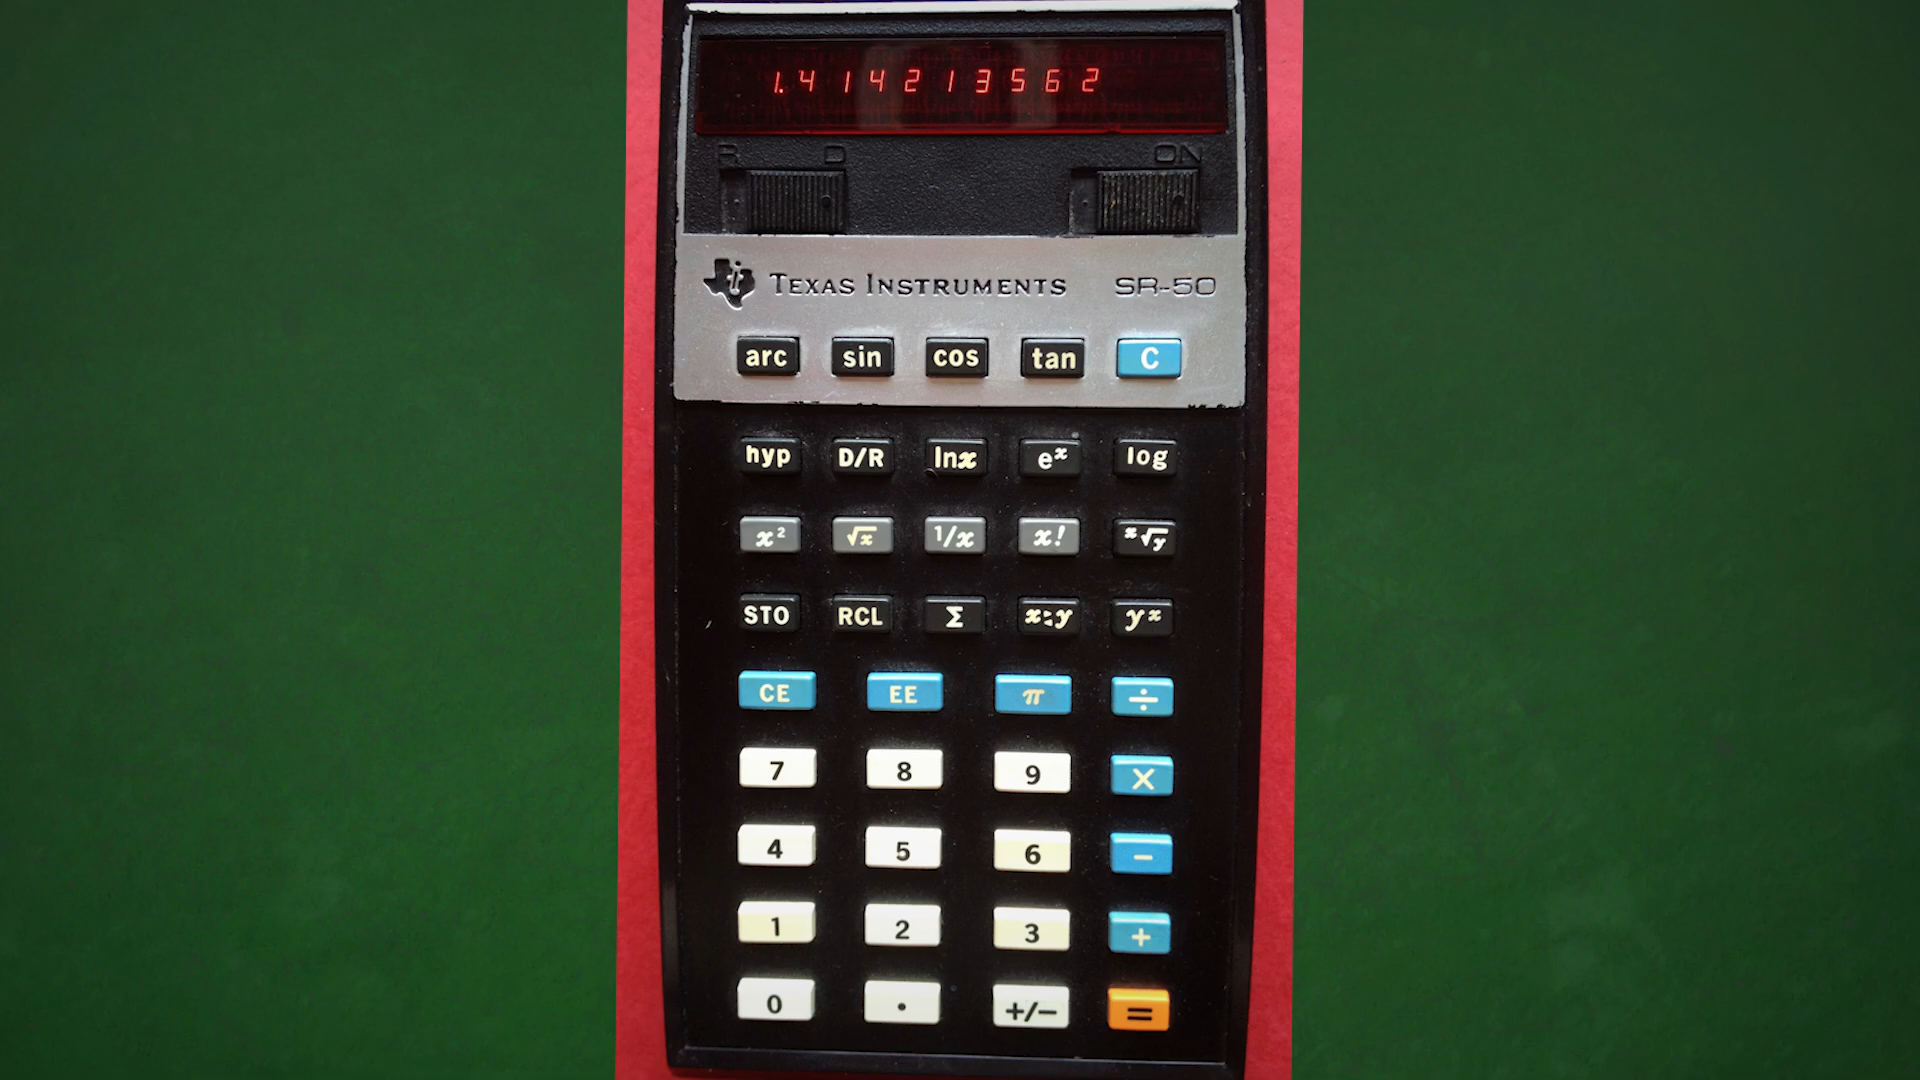 1.414213562
R D ON
TEXAS INSTRUMENTS SR-50
arc sin cos tan C
hyp D/R lnx eˣ log
x² √x 1/x x! ˣ√y
STO RCL Σ x:y yˣ
CE EE π ÷
7 8 9 ×
4 5 6 −
1 2 3 +
0 . +/− =